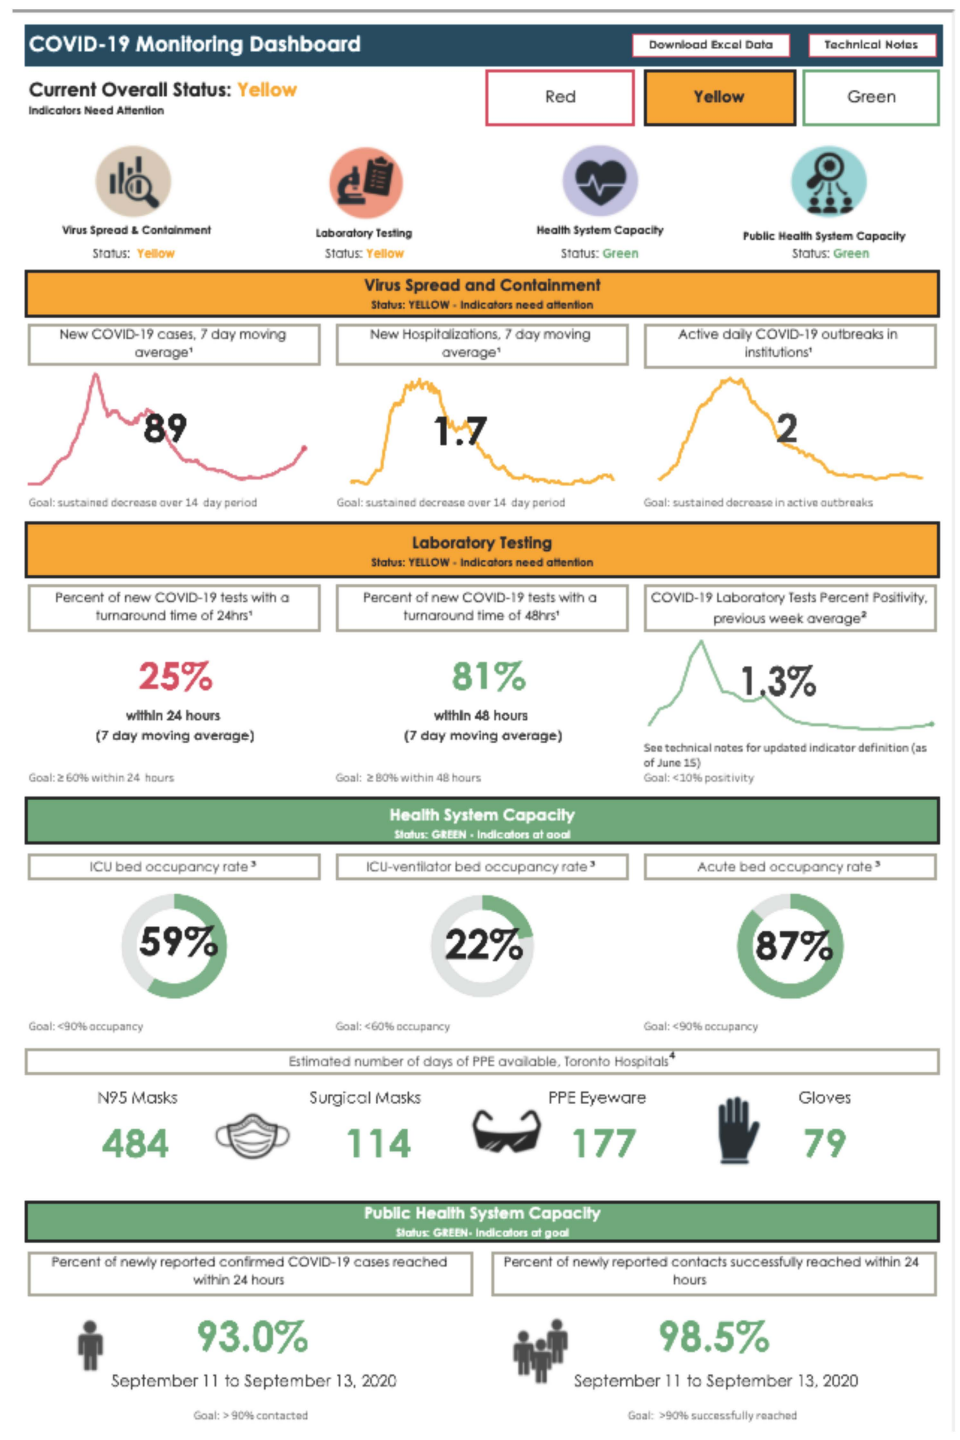 COVID-19 Monitoring Dashboard
Download Excel Data
Technical Notes
Current Overall Status: Yellow
Indicators Need Attention
Red
Yellow
Green
Virus Spread & Containment
Status: Yellow
Laboratory Testing
Status: Yellow
Health System Capacity
Status: Green
Public Health System Capacity
Status: Green
Virus Spread and Containment
Status: YELLOW - Indicators need attention
New COVID-19 cases, 7 day moving
average¹
89
Goal: sustained decrease over 14 day period
New Hospitalizations, 7 day moving
average¹
1.7
Goal: sustained decrease over 14 day period
Active daily COVID-19 outbreaks in
institutions¹
2
Goal: sustained decrease in active outbreaks
Laboratory Testing
Status: YELLOW - Indicators need attention
Percent of new COVID-19 tests with a
turnaround time of 24hrs¹
25%
within 24 hours
(7 day moving average)
Goal: ≥ 60% within 24 hours
Percent of new COVID-19 tests with a
turnaround time of 48hrs¹
81%
within 48 hours
(7 day moving average)
Goal: ≥ 80% within 48 hours
COVID-19 Laboratory Tests Percent Positivity,
previous week average²
1.3%
See technical notes for updated indicator definition (as
of June 15)
Goal: <10% positivity
Health System Capacity
Status: GREEN - Indicators at goal
ICU bed occupancy rate ³
59%
Goal: <90% occupancy
ICU-ventilator bed occupancy rate ³
22%
Goal: <60% occupancy
Acute bed occupancy rate ³
87%
Goal: <90% occupancy
Estimated number of days of PPE available, Toronto Hospitals⁴
N95 Masks
484
Surgical Masks
114
PPE Eyeware
177
Gloves
79
Public Health System Capacity
Status: GREEN- Indicators at goal
Percent of newly reported confirmed COVID-19 cases reached
within 24 hours
93.0%
September 11 to September 13, 2020
Goal: > 90% contacted
Percent of newly reported contacts successfully reached within 24
hours
98.5%
September 11 to September 13, 2020
Goal: >90% successfully reached